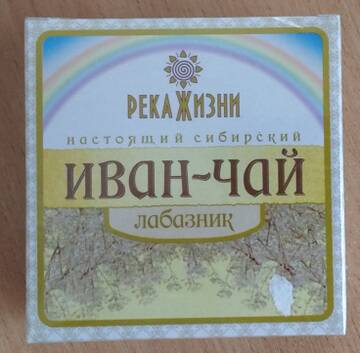 РЕКА ЖИЗНИ
настоящий сибирский
ИВАН-ЧАЙ
лабазник